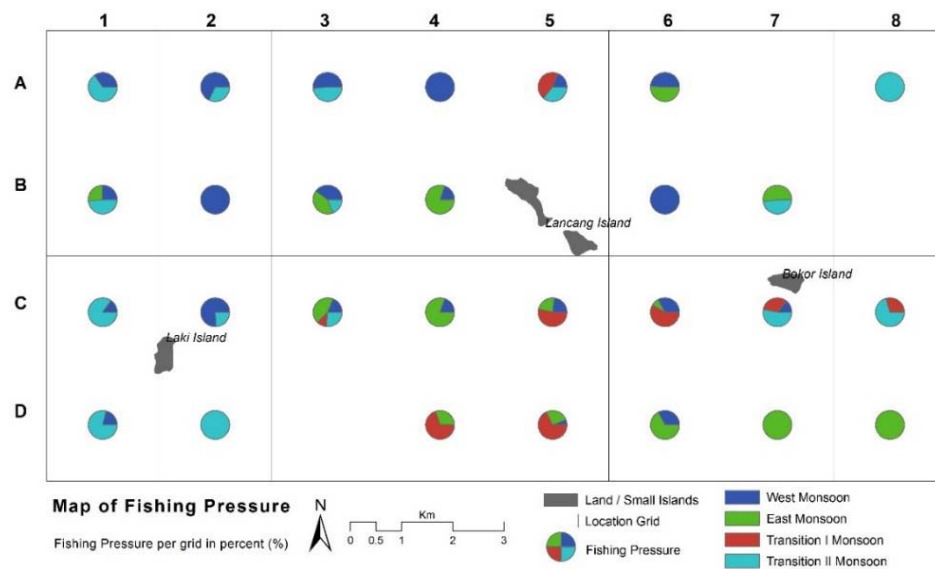 1 2 3 4 5 6 7 8
A
B
Lancang Island
Bokor Island
C
Laki Island
D
Map of Fishing Pressure
Fishing Pressure per grid in percent (%)
N
Km
0 0.5 1 2 3
Land / Small Islands
Location Grid
Fishing Pressure
West Monsoon
East Monsoon
Transition I Monsoon
Transition II Monsoon